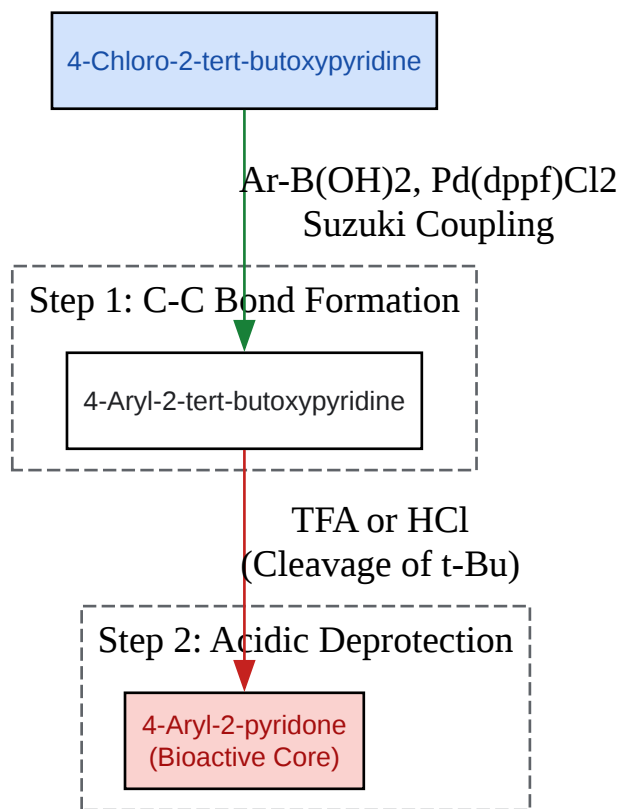 4-Chloro-2-tert-butoxypyridine
Ar-B(OH)2, Pd(dppf)Cl2
Suzuki Coupling
Step 1: C-C Bond Formation
4-Aryl-2-tert-butoxypyridine
TFA or HCl
(Cleavage of t-Bu)
Step 2: Acidic Deprotection
4-Aryl-2-pyridone
(Bioactive Core)